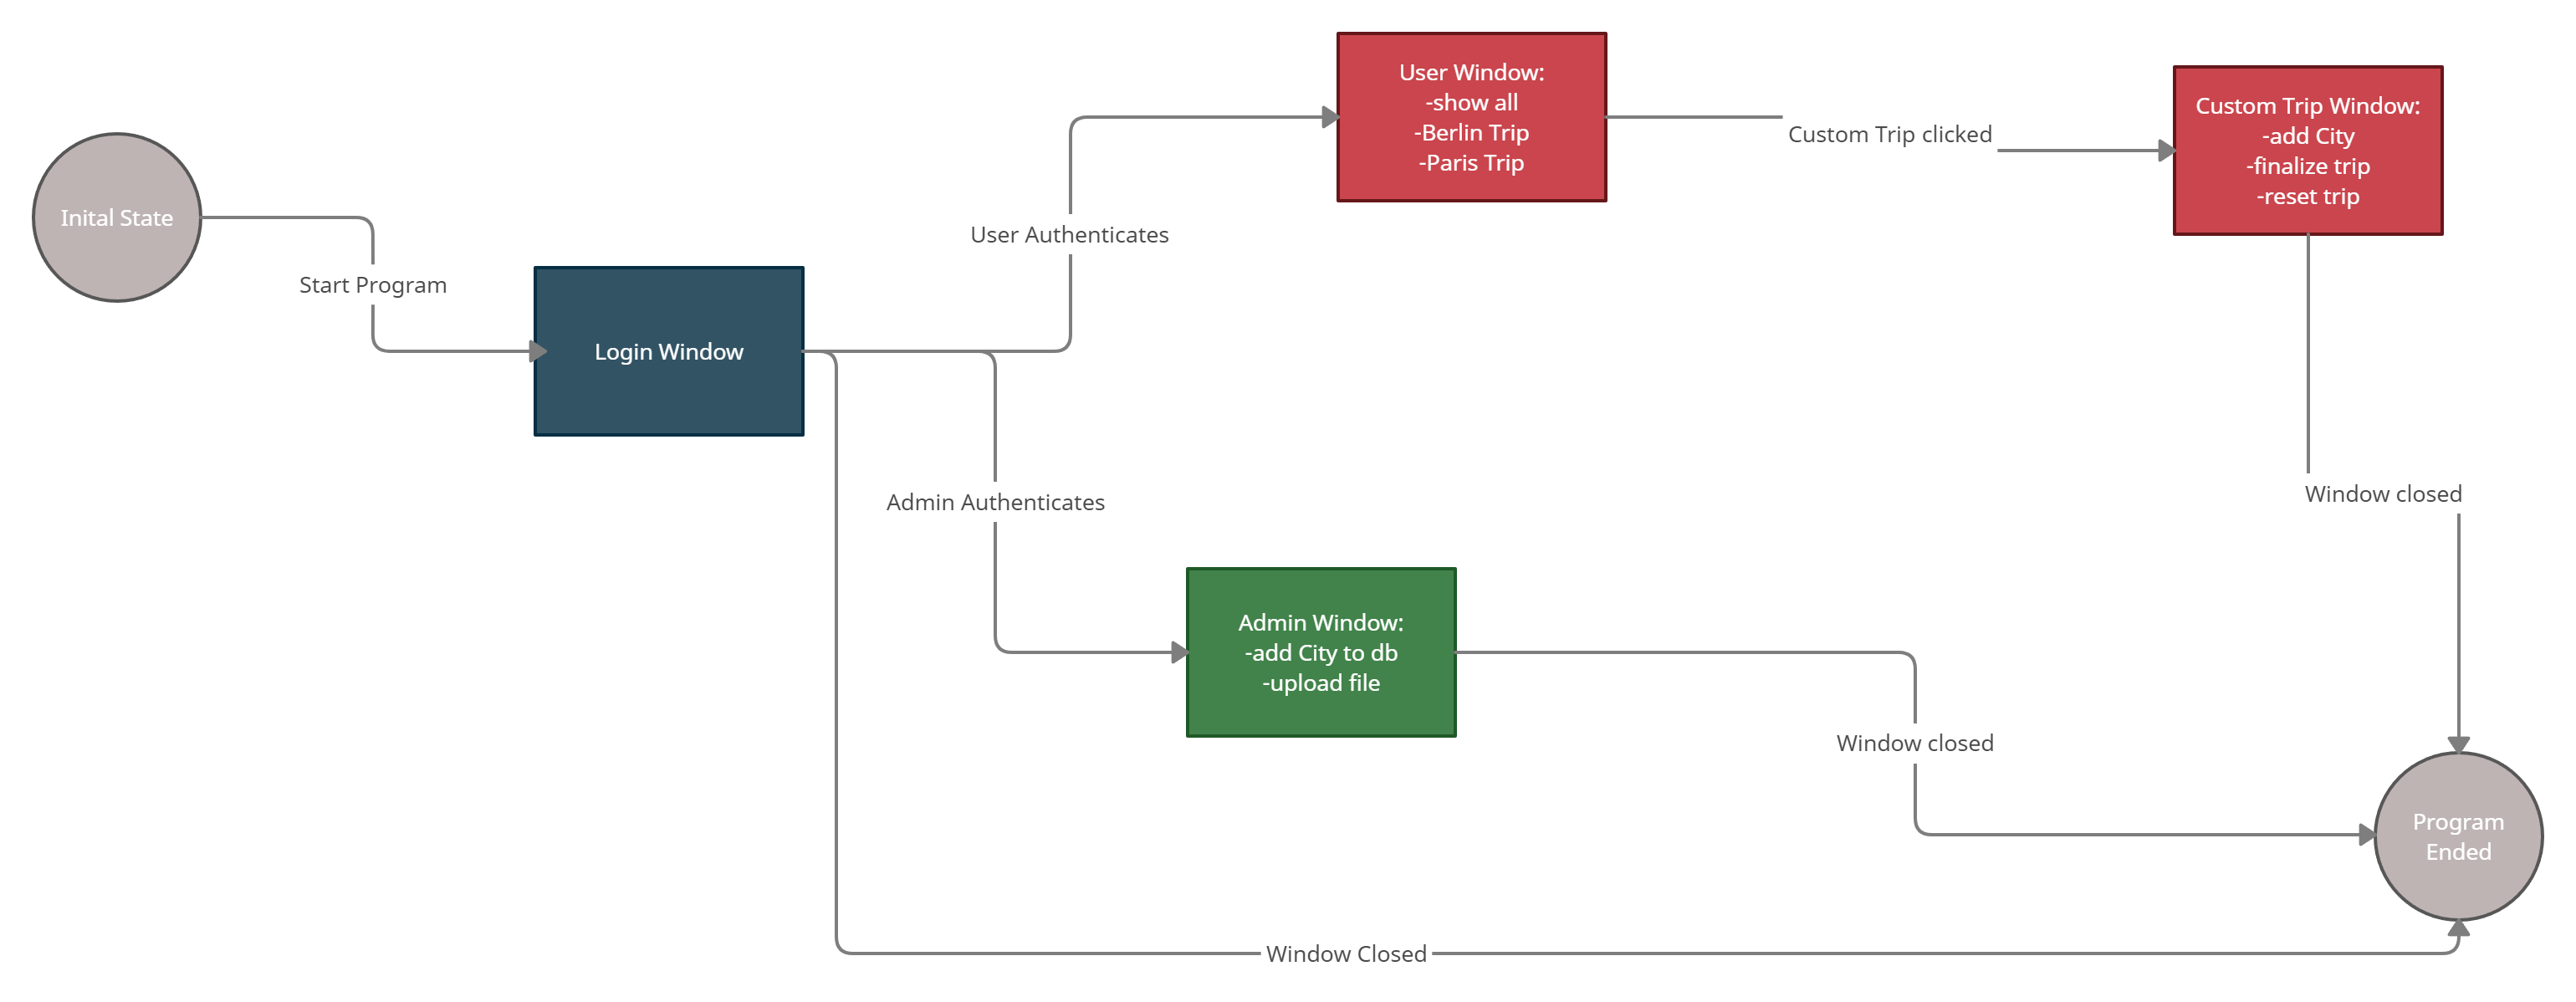 Inital State
Start Program
Login Window
User Authenticates
User Window:
-show all
-Berlin Trip
-Paris Trip
Custom Trip clicked
Custom Trip Window:
-add City
-finalize trip
-reset trip
Window closed
Admin Authenticates
Admin Window:
-add City to db
-upload file
Window closed
Program
Ended
Window Closed